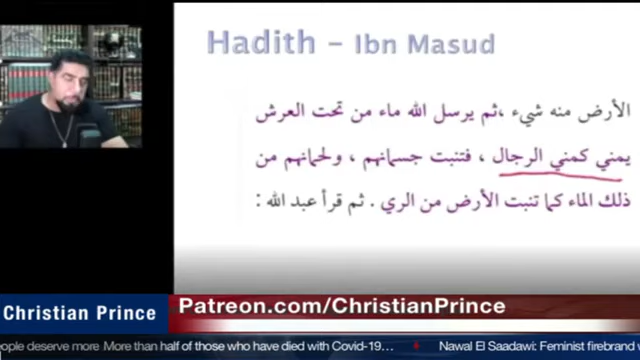 Hadith - Ibn Masud
الأرض منه شيء ،ثم يرسل الله ماء من تحت العرش
يمني كمني الرجال ، فتنبت جسمانهم ، ولحمانهم من
ذلك الماء كما تنبت الأرض من الري . ثم قرأ عبد الله :
Christian Prince
Patreon.com/ChristianPrince
people deserve more More than half of those who have died with Covid-19... Nawal El Saadawi: Feminist firebrand